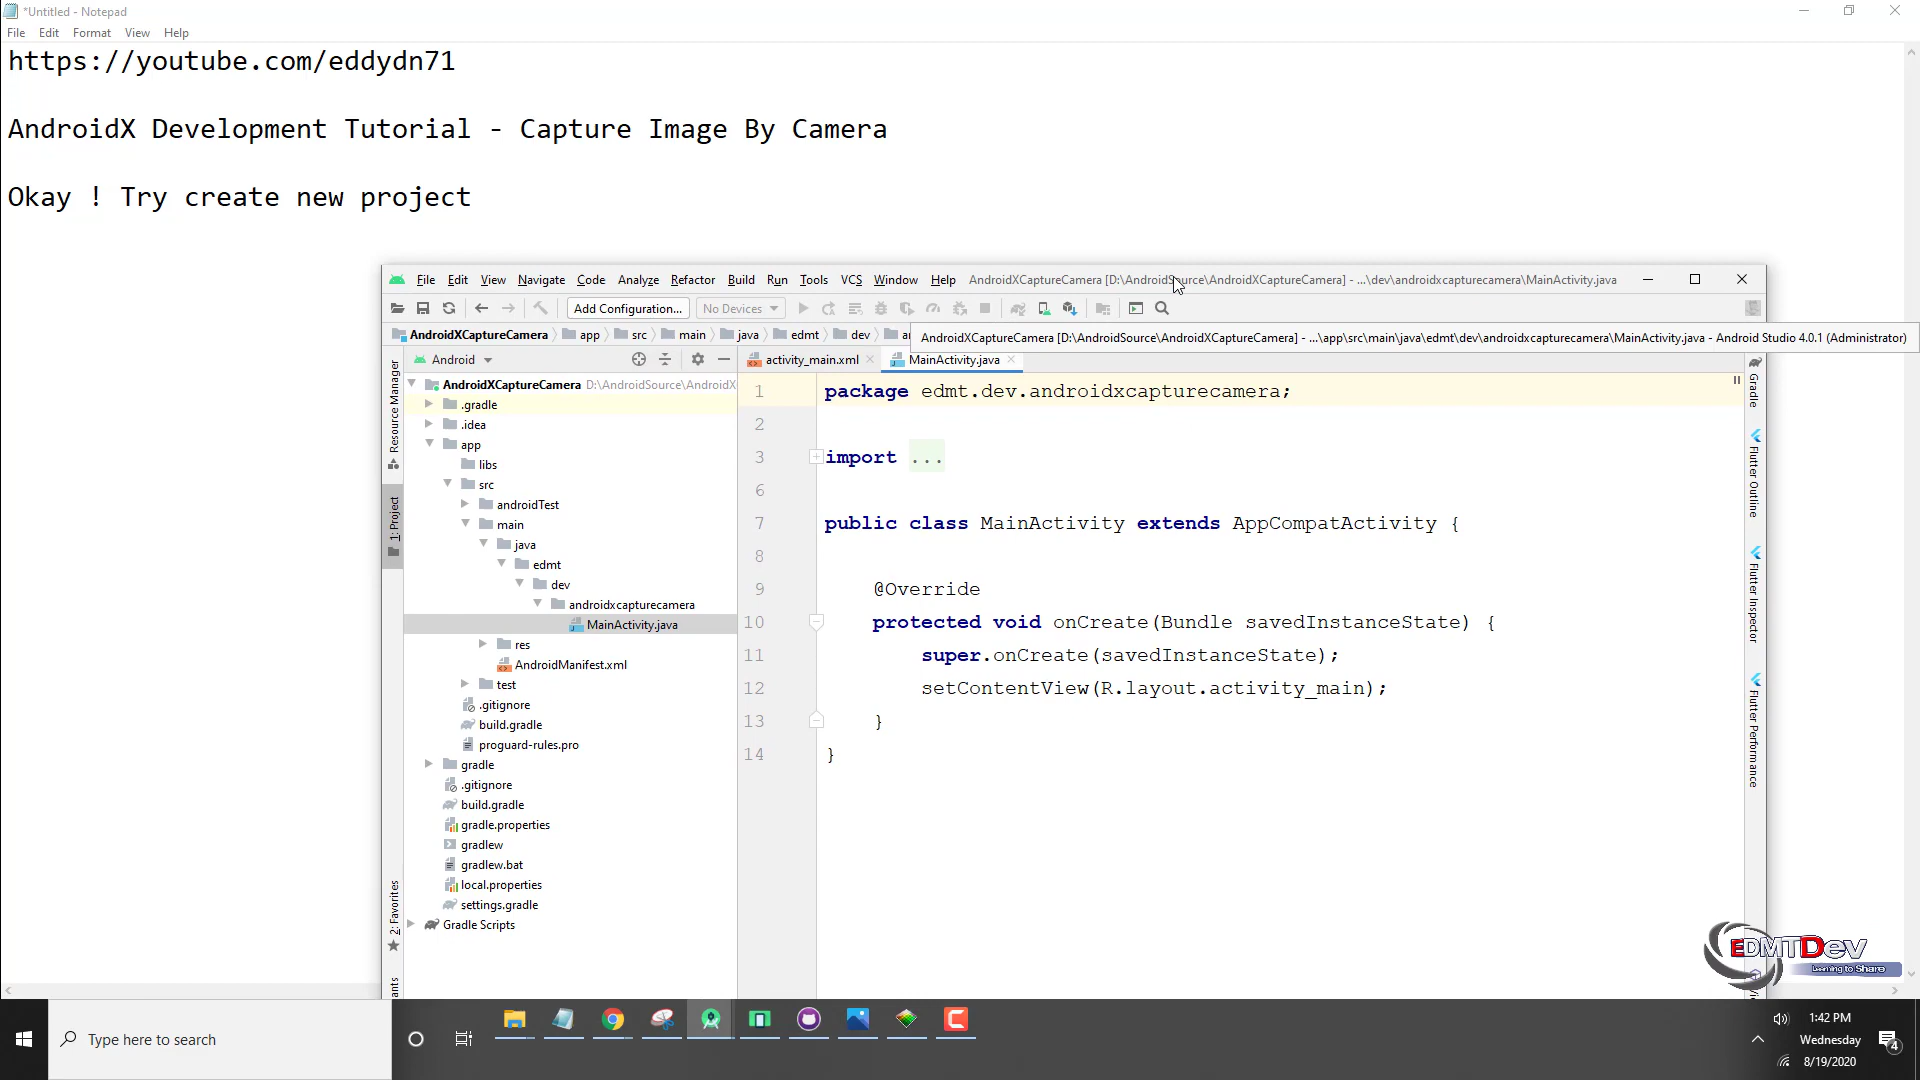 *Untitled - Notepad
File Edit Format View Help
https://youtube.com/eddydn71
AndroidX Development Tutorial - Capture Image By Camera
Okay ! Try create new project
File Edit View Navigate Code Analyze Refactor Build Run Tools VCS Window Help AndroidXCaptureCamera [D:\AndroidSource\AndroidXCaptureCamera] - ...\dev\androidxcapturecamera\MainActivity.java
Add Configuration... No Devices
AndroidXCaptureCamera app src main java edmt dev
AndroidXCaptureCamera [D:\AndroidSource\AndroidXCaptureCamera] - ...\app\src\main\java\edmt\dev\androidxcapturecamera\MainActivity.java - Android Studio 4.0.1 (Administrator)
Android
activity_main.xml MainActivity.java
AndroidXCaptureCamera D:\AndroidSource\AndroidX
.gradle
.idea
app
libs
src
androidTest
main
java
edmt
dev
androidxcapturecamera
MainActivity.java
res
AndroidManifest.xml
test
.gitignore
build.gradle
proguard-rules.pro
gradle
.gitignore
build.gradle
gradle.properties
gradlew
gradlew.bat
local.properties
settings.gradle
Gradle Scripts
Resource Manager
1: Project
2: Favorites
1 package edmt.dev.androidxcapturecamera;
2
3 import ...
6
7 public class MainActivity extends AppCompatActivity {
8
9 @Override
10 protected void onCreate(Bundle savedInstanceState) {
11 super.onCreate(savedInstanceState);
12 setContentView(R.layout.activity_main);
13 }
14 }
Gradle
Flutter Outline
Flutter Inspector
Flutter Performance
EDMTDev
Learning to Share
Type here to search
1:42 PM
Wednesday
8/19/2020
4